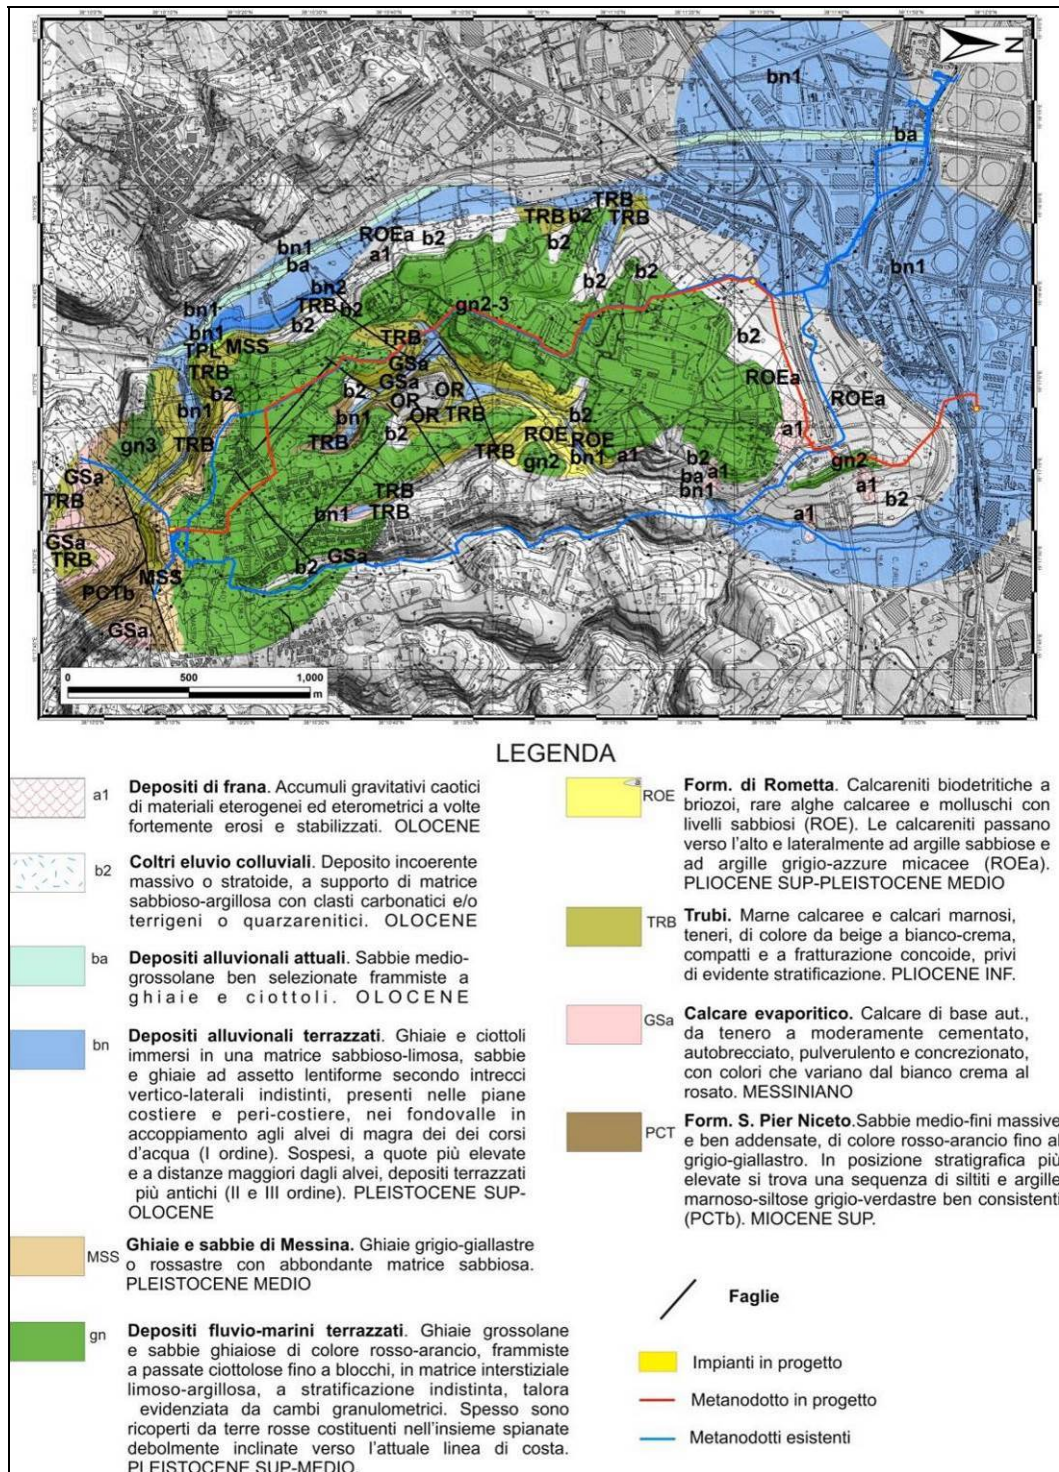 N
bn1
ba
TRB
TRB b2
TRB
bn1
ROEa
b2
b2
bn1
ba
a1
b2
b2
bn1
bn2
TRB
b2
b2
gn2-3
bn1
bn1
TPL
MSS
TRB
TRB
b2
GSa
GSa
b2
OR
OR
ROEa
ROEa
b2
bn1
OR
TRB
b2
bn1
TRB
TRB
b2
ROE
ROE
a1
gn3
gn2
bn1
a1
b2
gn2
ba
a1
a1
GSa
TRB
bn1
b2
TRB
bn1
TRB
a1
GSa
TRB
GSa
b2
MSS
PCTb
GSa
0 500 1,000
m
LEGENDA
a1
Depositi di frana. Accumuli gravitativi caotici
di materiali eterogenei ed eterometrici a volte
fortemente erosi e stabilizzati. OLOCENE
b2
Coltri eluvio colluviali. Deposito incoerente
massivo o stratoide, a supporto di matrice
sabbioso-argillosa con clasti carbonatici e/o
terrigeni o quarzarenitici. OLOCENE
ba
Depositi alluvionali attuali. Sabbie medio-
grossolane ben selezionate frammiste a
ghiaie e ciottoli. OLOCENE
bn
Depositi alluvionali terrazzati. Ghiaie e ciottoli
immersi in una matrice sabbioso-limosa, sabbie
e ghiaie ad assetto lentiforme secondo intrecci
vertico-laterali indistinti, presenti nelle piane
costiere e peri-costiere, nei fondovalle in
accoppiamento agli alvei di magra dei dei corsi
d'acqua (I ordine). Sospesi, a quote più elevate
e a distanze maggiori dagli alvei, depositi terrazzati
più antichi (II e III ordine). PLEISTOCENE SUP-
OLOCENE
MSS
Ghiaie e sabbie di Messina. Ghiaie grigio-giallastre
o rossastre con abbondante matrice sabbiosa.
PLEISTOCENE MEDIO
gn
Depositi fluvio-marini terrazzati. Ghiaie grossolane
e sabbie ghiaiose di colore rosso-arancio, frammiste
a passate ciottolose fino a blocchi, in matrice interstiziale
limoso-argillosa, a stratificazione indistinta, talora
evidenziata da cambi granulometrici. Spesso sono
ricoperti da terre rosse costituenti nell'insieme spianate
debolmente inclinate verso l'attuale linea di costa.
PLEISTOCENE SUP-MEDIO.
a
ROE
Form. di Rometta. Calcareniti biodetritiche a
briozoi, rare alghe calcaree e molluschi con
livelli sabbiosi (ROE). Le calcareniti passano
verso l'alto e lateralmente ad argille sabbiose e
ad argille grigio-azzure micacee (ROEa).
PLIOCENE SUP-PLEISTOCENE MEDIO
TRB
Trubi. Marne calcaree e calcari marnosi,
teneri, di colore da beige a bianco-crema,
compatti e a fratturazione concoide, privi
di evidente stratificazione. PLIOCENE INF.
GSa
Calcare evaporitico. Calcare di base aut.,
da tenero a moderamente cementato,
autobrecciato, pulverulento e concrezionato,
con colori che variano dal bianco crema al
rosato. MESSINIANO
PCT
Form. S. Pier Niceto.Sabbie medio-fini massive
e ben addensate, di colore rosso-arancio fino al
grigio-giallastro. In posizione stratigrafica più
elevate si trova una sequenza di siltiti e argille
marnoso-siltose grigio-verdastre ben consistenti
(PCTb). MIOCENE SUP.
Faglie
Impianti in progetto
Metanodotto in progetto
Metanodotti esistenti